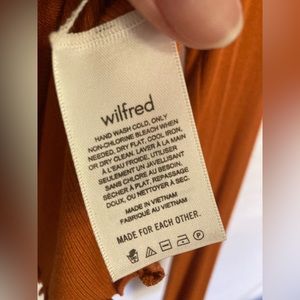 wilfred
HAND WASH COLD, ONLY
NON-CHLORINE BLEACH WHEN
NEEDED, DRY FLAT, COOL IRON,
OR DRY CLEAN. LAVER À LA MAIN
À L'EAU FROIDE. UTILISER
SEULEMENT UN JAVELLISANT
SANS CHLORE AU BESOIN.
SÉCHER À PLAT, REPASSAGE
DOUX, OU NETTOYER À SEC.
MADE IN VIETNAM
FABRIQUÉ AU VIETNAM
MADE FOR EACH OTHER.
P